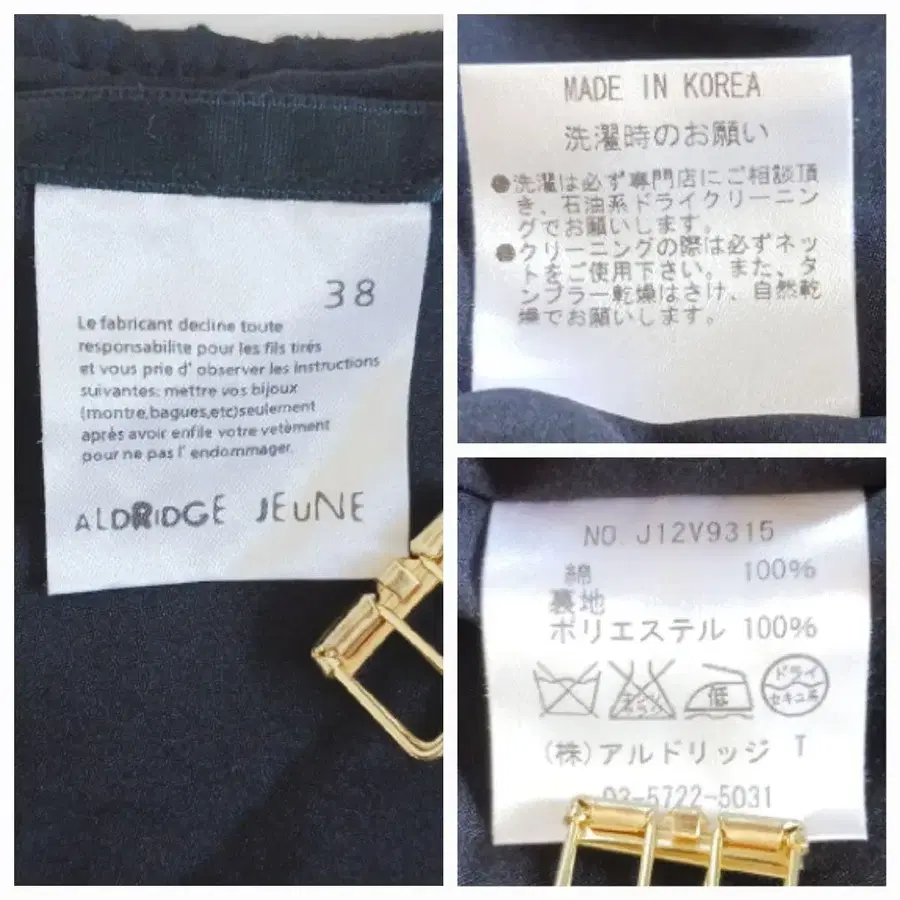 38
Le fabricant decline toute
responsabilite pour les fils tirés
et vous prie d' observer les instructions
suivantes: mettre vos bijoux
(montre,bagues,etc)seulement
après avoir enfile votre vetèment
pour ne pas l' endommager.
ALDRIDGE JEUNE
MADE IN KOREA
洗濯時のお願い
●洗濯は必ず専門店にご相談頂
き、石油系ドライクリーニン
グでお願いします。
●クリーニングの際は必ずネッ
トをご使用下さい。また、タ
ンブラー乾燥はさけ、自然乾
燥でお願いします。
NO J12V9315
綿 100%
裏地
ポリエステル 100%
エンソ
サラシ
低
ドライ
セキユ系
(株)アルドリッジ T
03-5722-5031